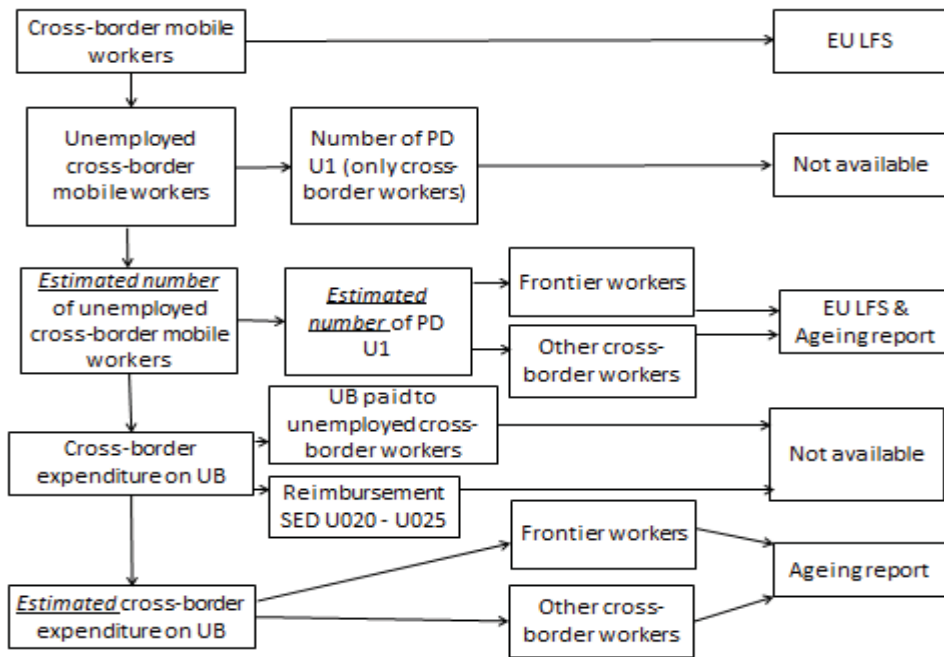 Cross-border mobile
workers
EU LFS
Unemployed
cross-border
mobile workers
Number of PD
U1 (only cross-
border workers)
Not available
Estimated number
of unemployed
cross-border mobile
workers
Estimated
number of PD
U1
Frontier workers
Other cross-
border workers
EU LFS &
Ageing report
Cross-border
expenditure on UB
UB paid to
unemployed cross-
border workers
Reimbursement
SED U020 - U025
Not available
Estimated cross-border
expenditure on UB
Frontier workers
Other cross-
border workers
Ageing report